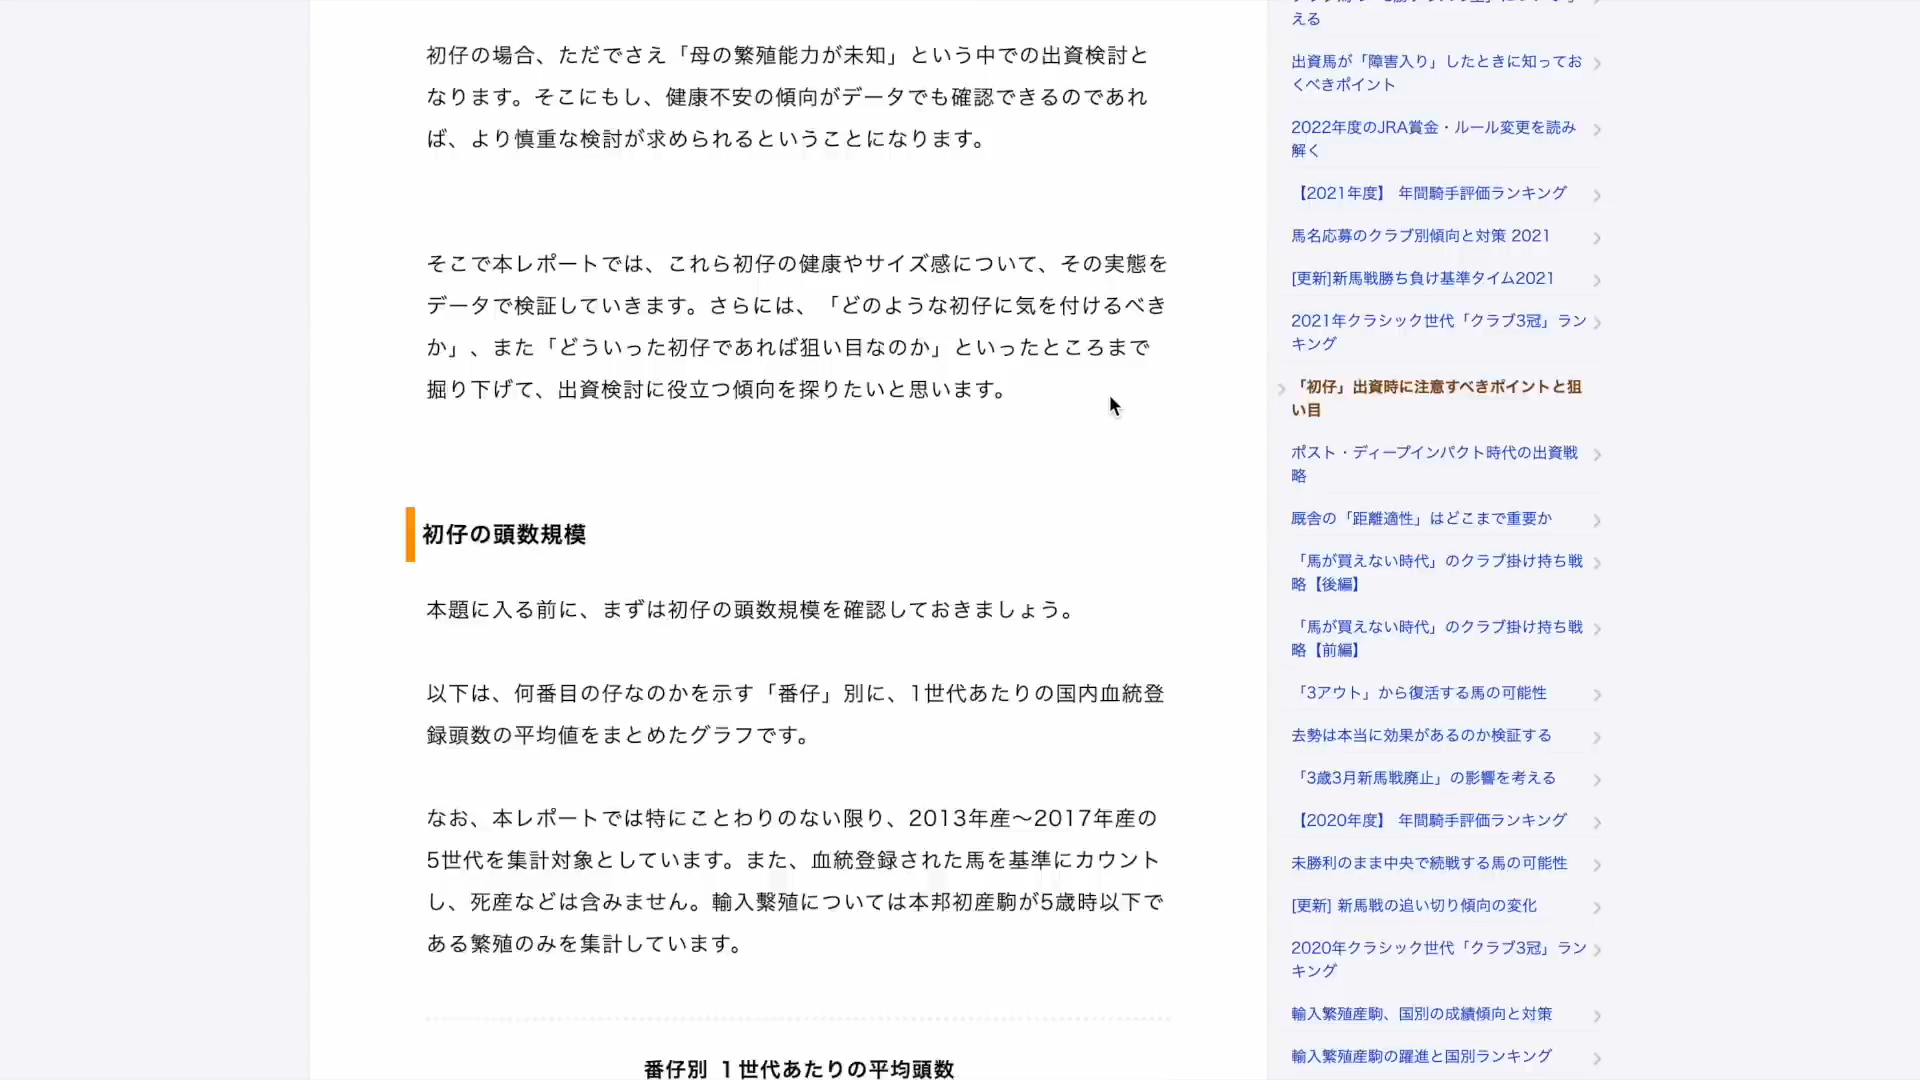 初仔の場合、ただでさえ「母の繁殖能力が未知」という中での出資検討と
なります。そこにもし、健康不安の傾向がデータでも確認できるのであれ
ば、より慎重な検討が求められるということになります。
そこで本レポートでは、これら初仔の健康やサイズ感について、その実態を
データで検証していきます。さらには、「どのような初仔に気を付けるべき
か」、また「どういった初仔であれば狙い目なのか」といったところまで
掘り下げて、出資検討に役立つ傾向を探りたいと思います。
初仔の頭数規模
本題に入る前に、まずは初仔の頭数規模を確認しておきましょう。
以下は、何番目の仔なのかを示す「番仔」別に、1世代あたりの国内血統登
録頭数の平均値をまとめたグラフです。
なお、本レポートでは特にことわりのない限り、2013年産〜2017年産の
5世代を集計対象としています。また、血統登録された馬を基準にカウント
し、死産などは含みません。輸入繁殖については本邦初産駒が5歳時以下で
ある繁殖のみを集計しています。
番仔別 1世代あたりの平均頭数
える
出資馬が「障害入り」したときに知ってお
くべきポイント
2022年度のJRA賞金・ルール変更を読み
解く
【2021年度】 年間騎手評価ランキング
馬名応募のクラブ別傾向と対策 2021
[更新]新馬戦勝ち負け基準タイム2021
2021年クラシック世代「クラブ3冠」ラン
キング
「初仔」出資時に注意すべきポイントと狙
い目
ポスト・ディープインパクト時代の出資戦
略
厩舎の「距離適性」はどこまで重要か
「馬が買えない時代」のクラブ掛け持ち戦
略【後編】
「馬が買えない時代」のクラブ掛け持ち戦
略【前編】
「3アウト」から復活する馬の可能性
去勢は本当に効果があるのか検証する
「3歳3月新馬戦廃止」の影響を考える
【2020年度】 年間騎手評価ランキング
未勝利のまま中央で続戦する馬の可能性
[更新] 新馬戦の追い切り傾向の変化
2020年クラシック世代「クラブ3冠」ラン
キング
輸入繁殖産駒、国別の成績傾向と対策
輸入繁殖産駒の躍進と国別ランキング